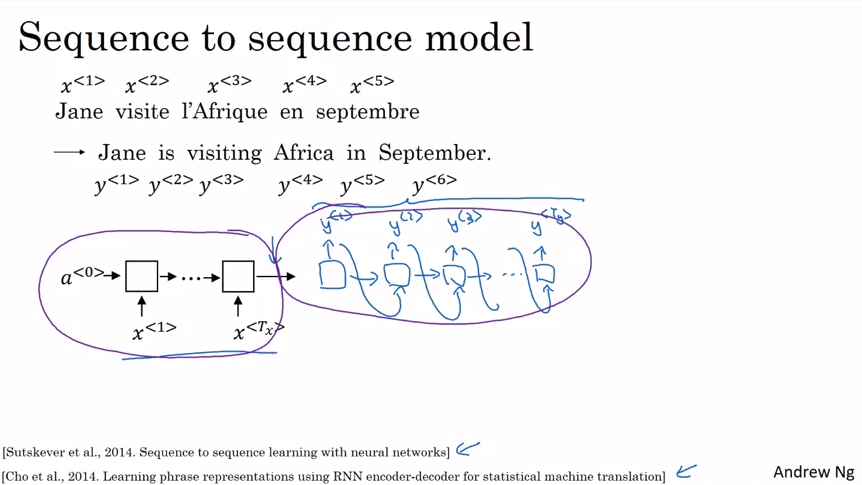 Sequence to sequence model
x<1> x<2> x<3> x<4> x<5>
Jane visite l'Afrique en septembre
→ Jane is visiting Africa in September.
y<1> y<2> y<3> y<4> y<5> y<6>
y<1> y<2> y<3> y<Ty>
a<0> ... ...
x<1> x<Tx>
[Sutskever et al., 2014. Sequence to sequence learning with neural networks]
[Cho et al., 2014. Learning phrase representations using RNN encoder-decoder for statistical machine translation]
Andrew Ng